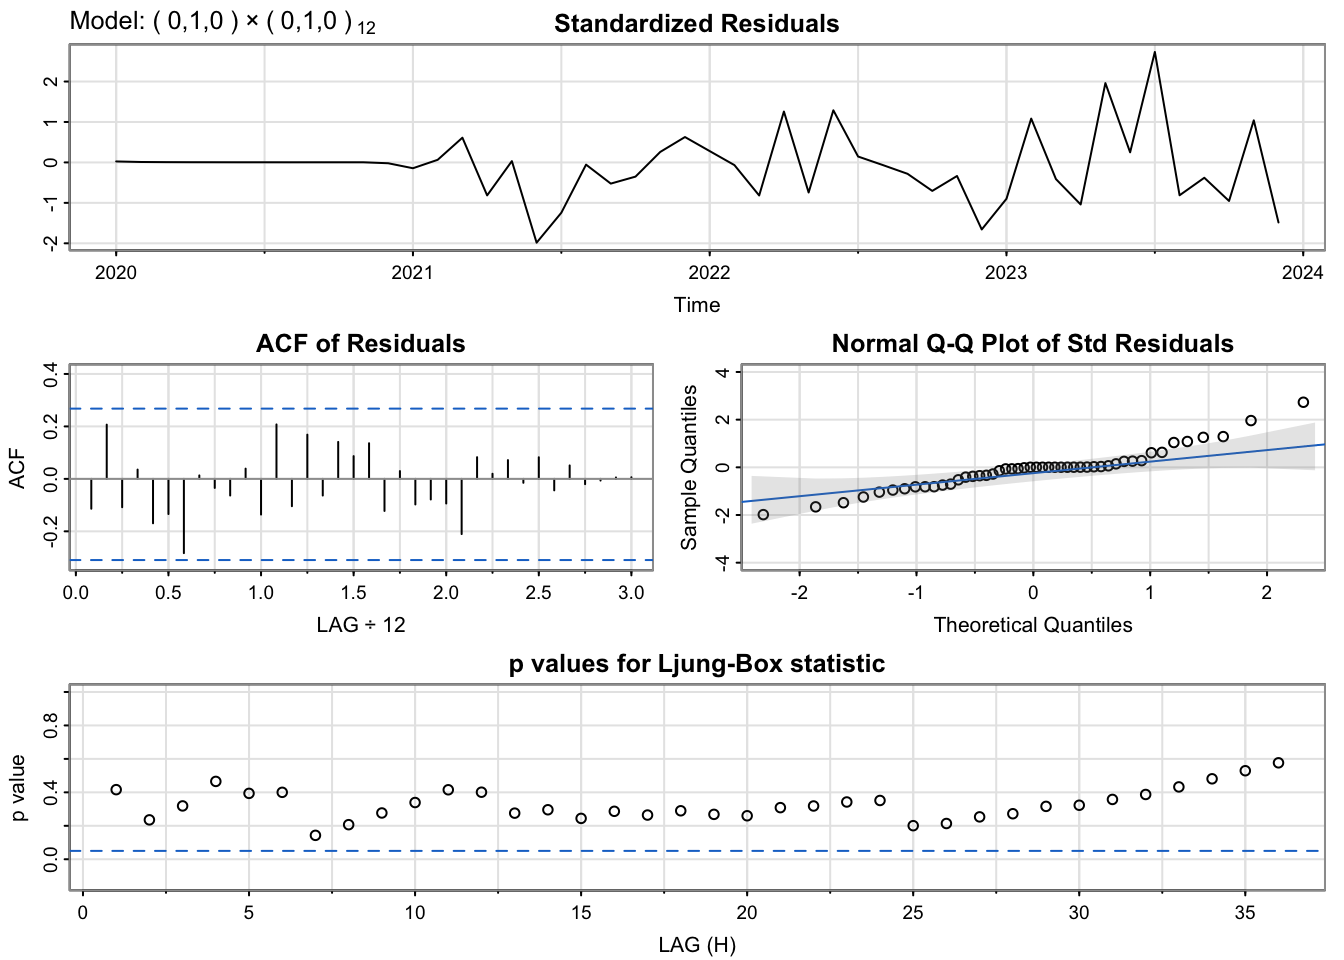 Model: ( 0,1,0 ) × ( 0,1,0 ) 12
Standardized Residuals
2
1
0
-1
-2
2020 2021 2022 2023 2024
Time
ACF of Residuals
ACF
0.4
0.2
0.0
-0.2
0.0 0.5 1.0 1.5 2.0 2.5 3.0
LAG ÷ 12
Normal Q-Q Plot of Std Residuals
Sample Quantiles
4
2
0
-2
-4
-2 -1 0 1 2
Theoretical Quantiles
p values for Ljung-Box statistic
p value
0.8
0.4
0.0
0 5 10 15 20 25 30 35
LAG (H)